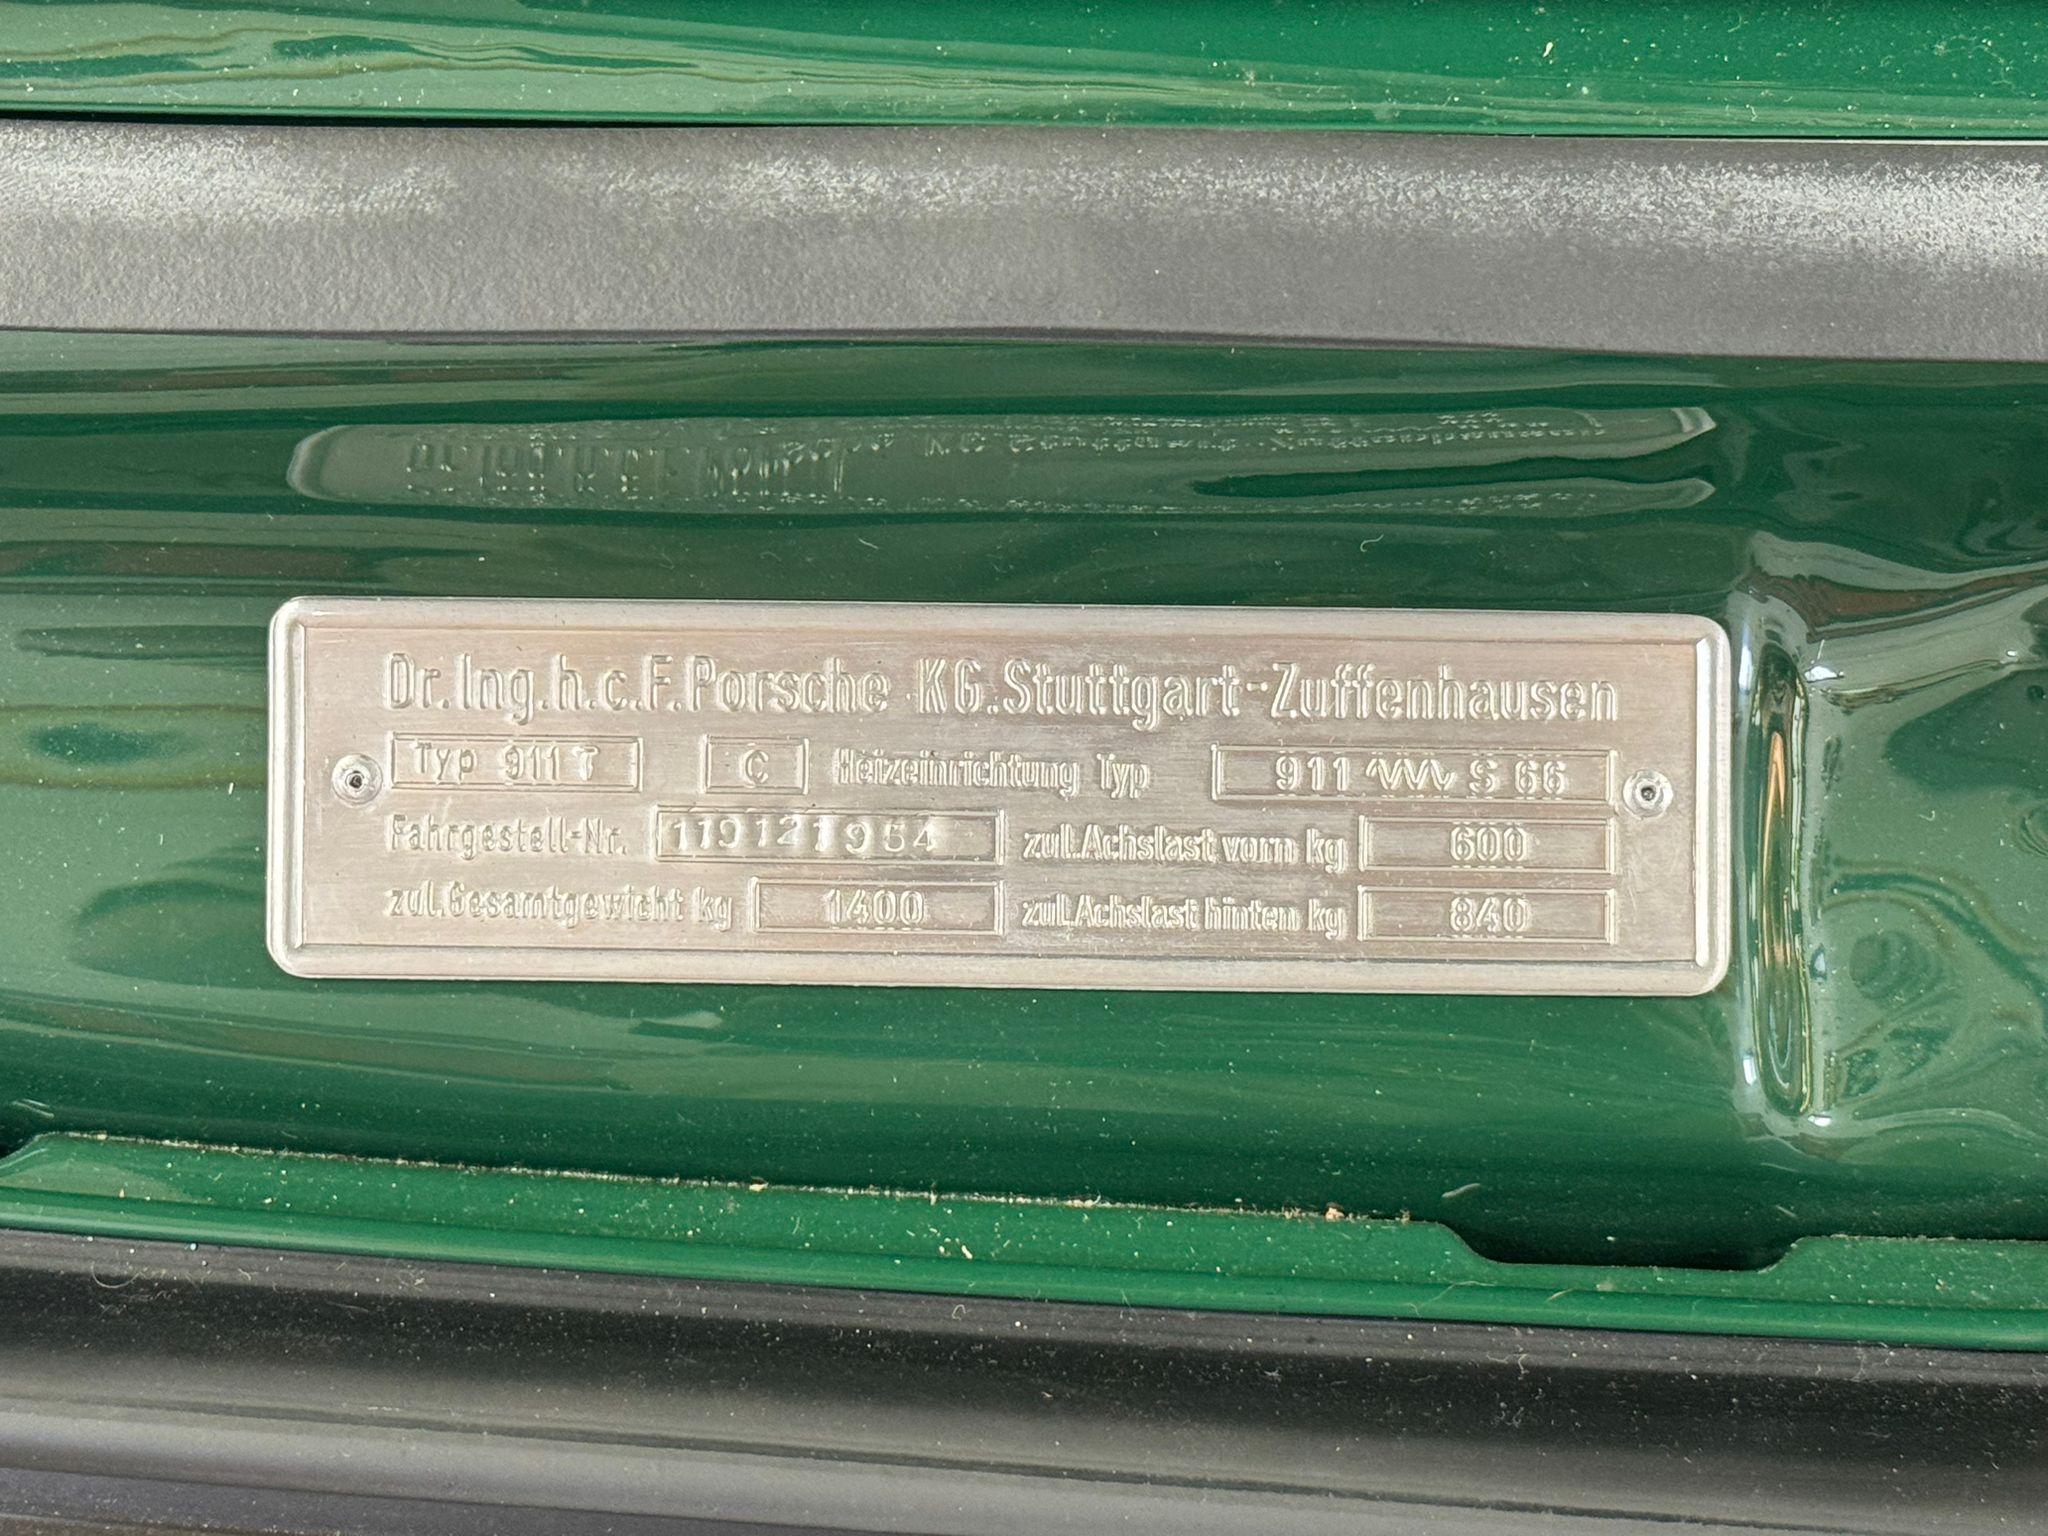 Dr.Ing.h.c.F.Porsche KG.Stuttgart-Zuffenhausen
Typ 911 T C Heizeinrichtung Typ 911 S 66
Fahrgestell-Nr. 119121954 zul.Achslast vorn kg 600
zul.Gesamtgewicht kg 1400 zul.Achslast hinten kg 840